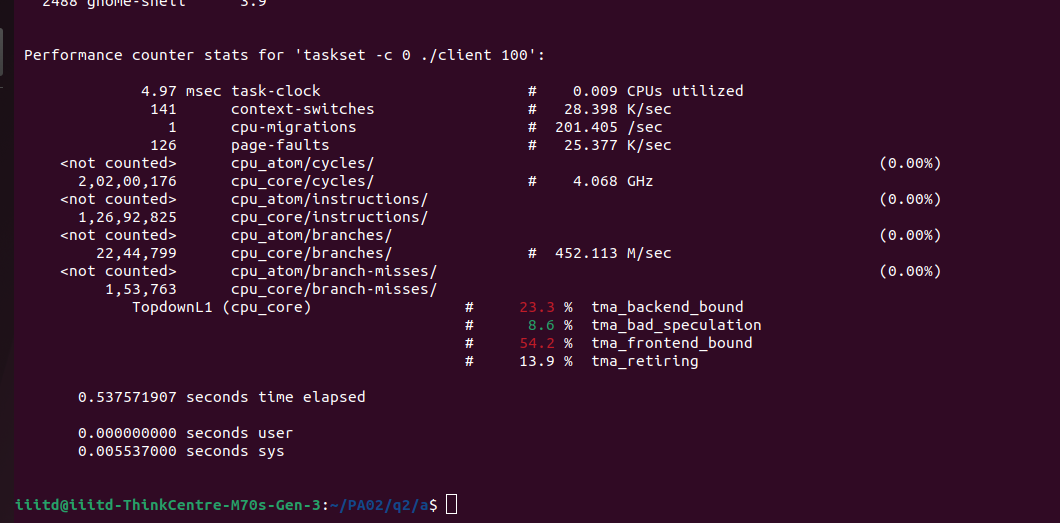 2488 gnome-shell      3.9
Performance counter stats for 'taskset -c 0 ./client 100':
4.97 msec task-clock                       #    0.009 CPUs utilized
141      context-switches                 #   28.398 K/sec
1      cpu-migrations                   #  201.405 /sec
126      page-faults                      #   25.377 K/sec
<not counted>      cpu_atom/cycles/                                                        (0.00%)
2,02,00,176      cpu_core/cycles/                 #    4.068 GHz
<not counted>      cpu_atom/instructions/                                                  (0.00%)
1,26,92,825      cpu_core/instructions/
<not counted>      cpu_atom/branches/                                                      (0.00%)
22,44,799      cpu_core/branches/               #  452.113 M/sec
<not counted>      cpu_atom/branch-misses/                                                 (0.00%)
1,53,763      cpu_core/branch-misses/
TopdownL1 (cpu_core)                 #     23.3 %  tma_backend_bound
#      8.6 %  tma_bad_speculation
#     54.2 %  tma_frontend_bound
#     13.9 %  tma_retiring
0.537571907 seconds time elapsed
0.000000000 seconds user
0.005537000 seconds sys
iiitd@iiitd-ThinkCentre-M70s-Gen-3:~/PA02/q2/a$